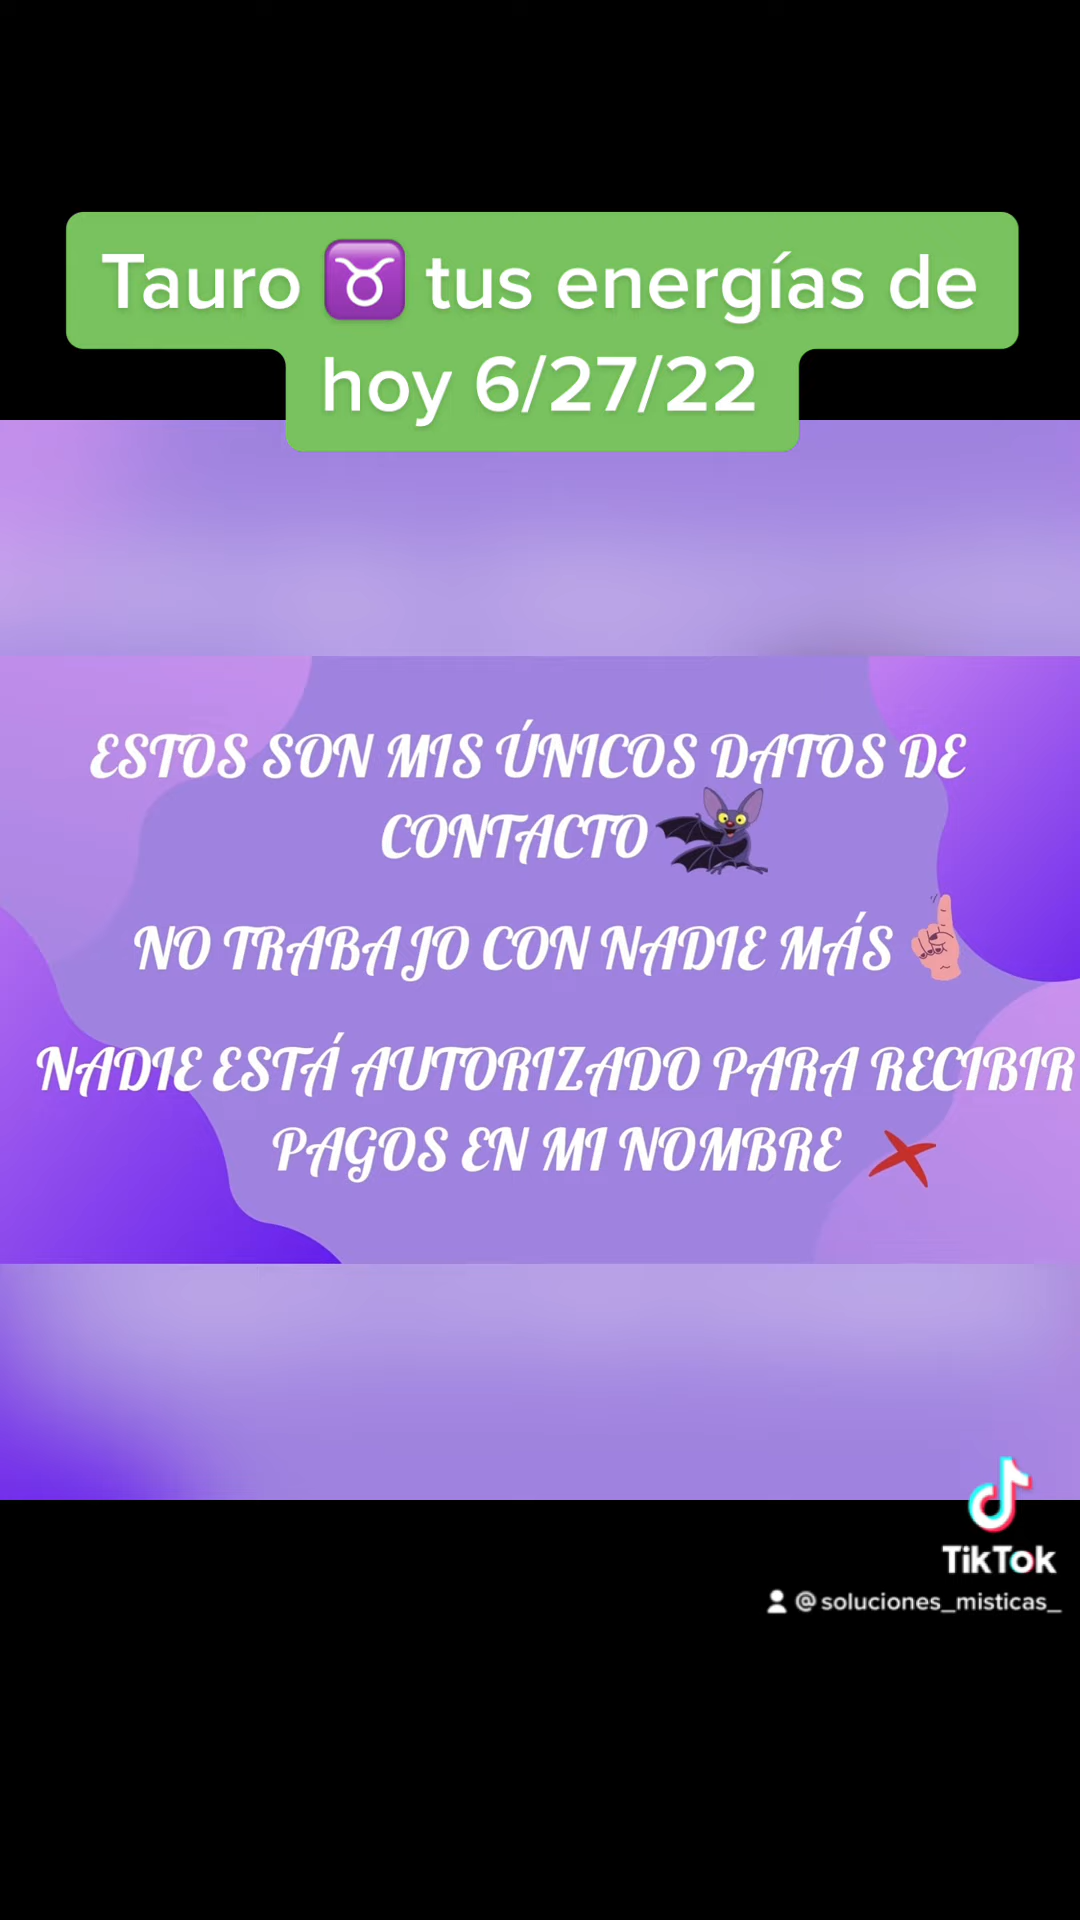 Tauro ♉ tus energías de
hoy 6/27/22
ESTOS SON MIS ÚNICOS DATOS DE
CONTACTO
NO TRABAJO CON NADIE MÁS
NADIE ESTÁ AUTORIZADO PARA RECIBIR
PAGOS EN MI NOMBRE
TikTok
@soluciones_misticas_